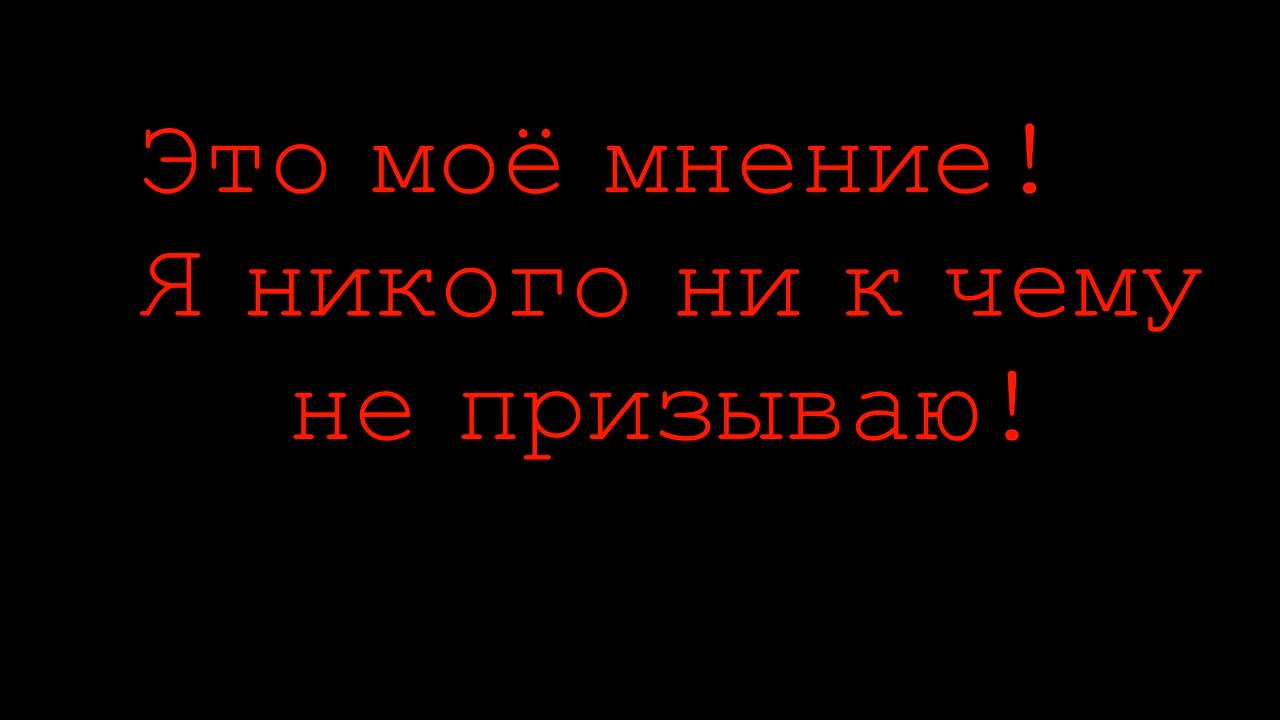 Это моё мнение!
Я никого ни к чему
не призываю!